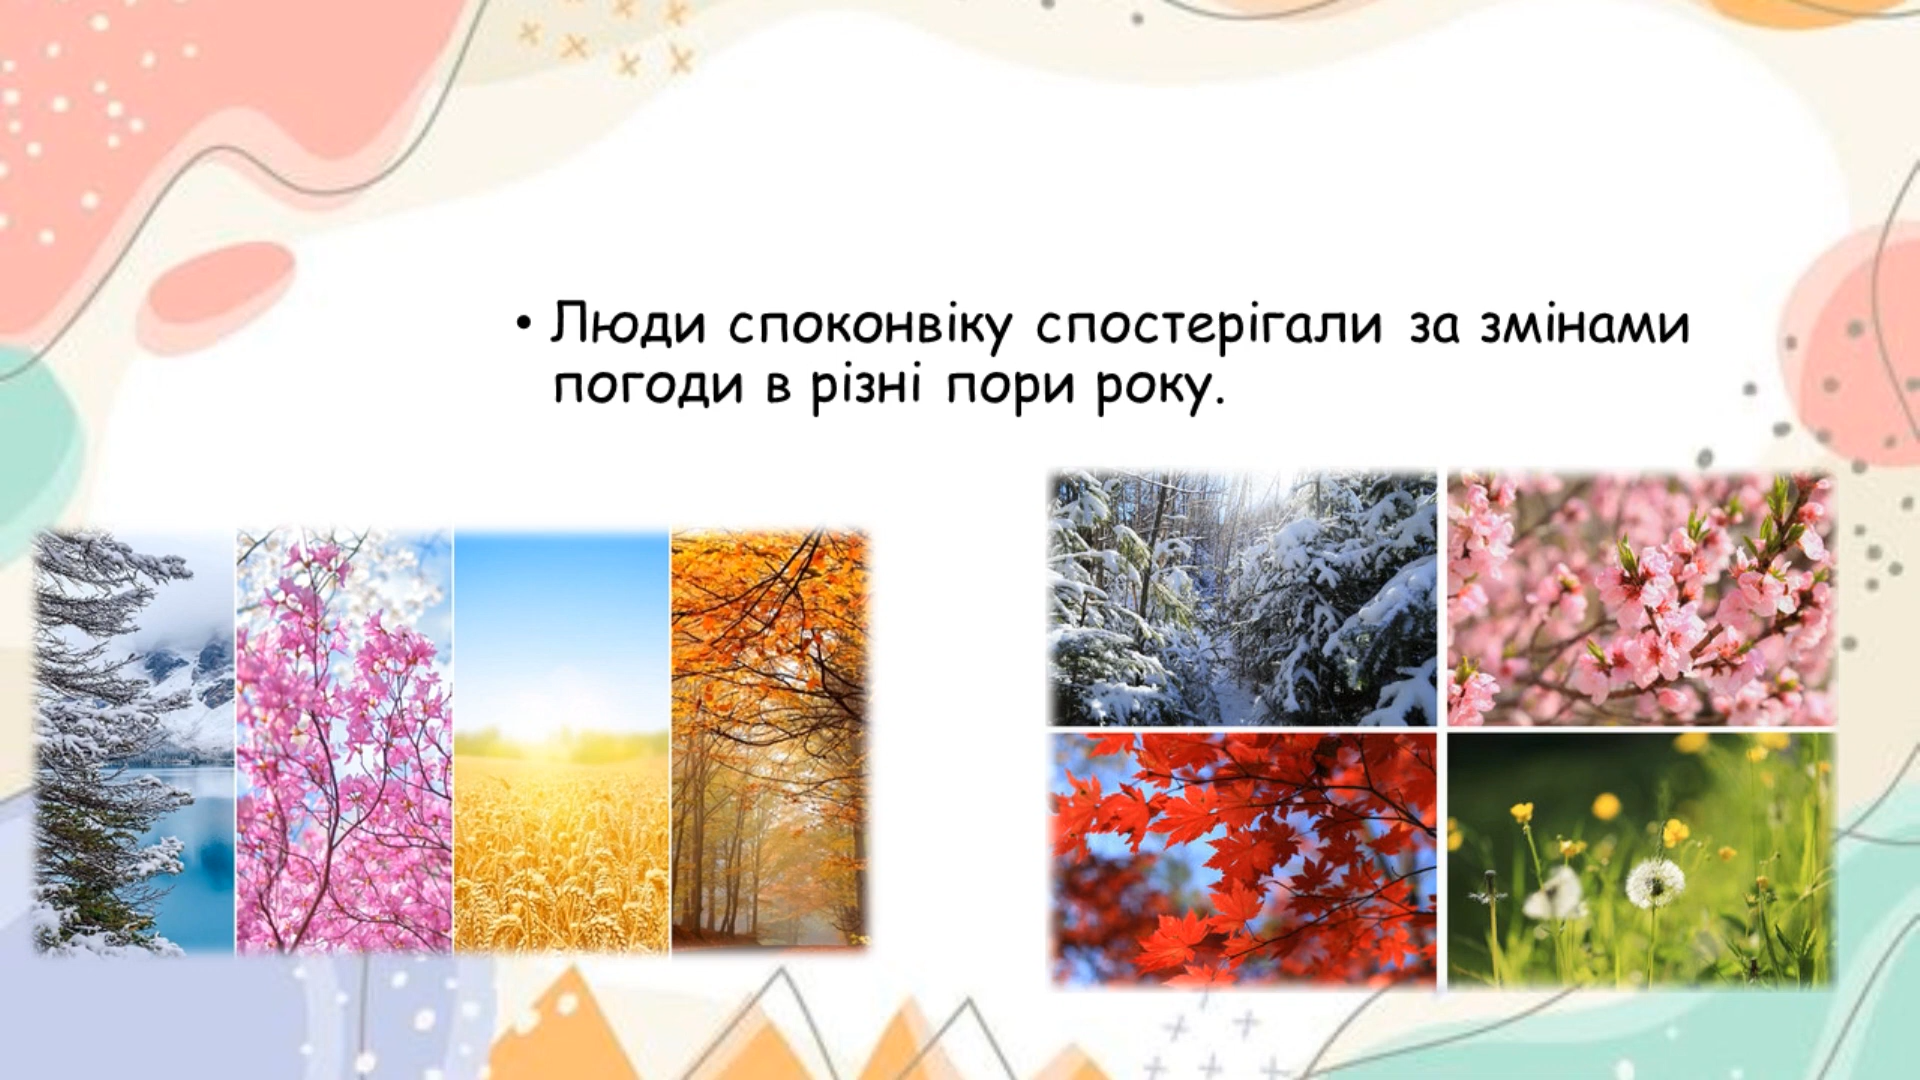 • Люди споконвіку спостерігали за змінами
погоди в різні пори року.